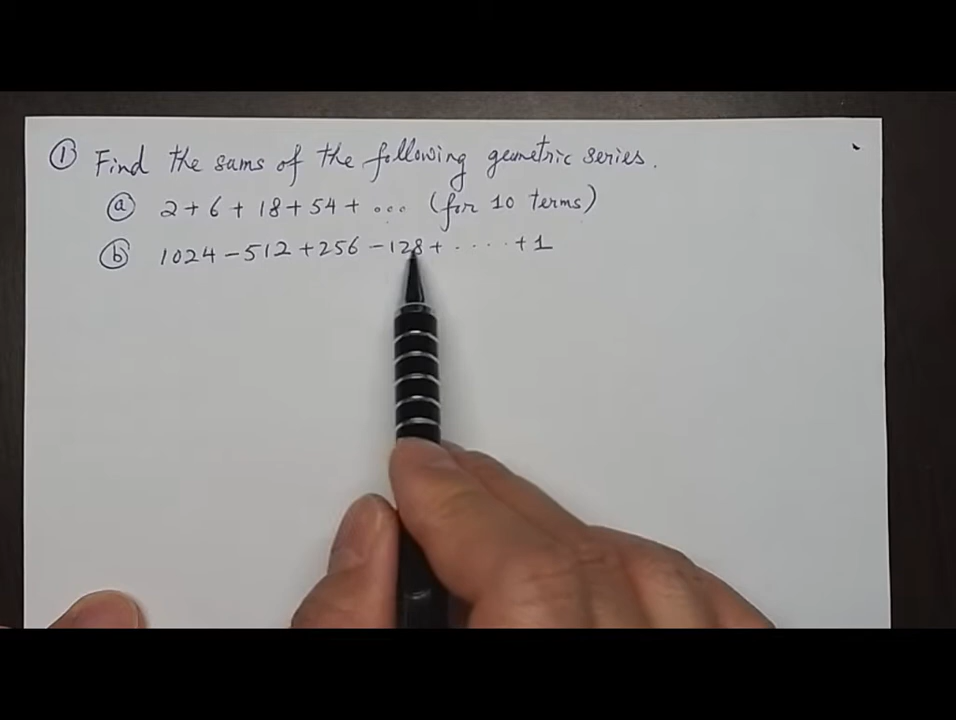 ① Find the sums of the following geometric series.
ⓐ 2+6+18+54+... (for 10 terms)
ⓑ 1024-512+256-128+.....+1